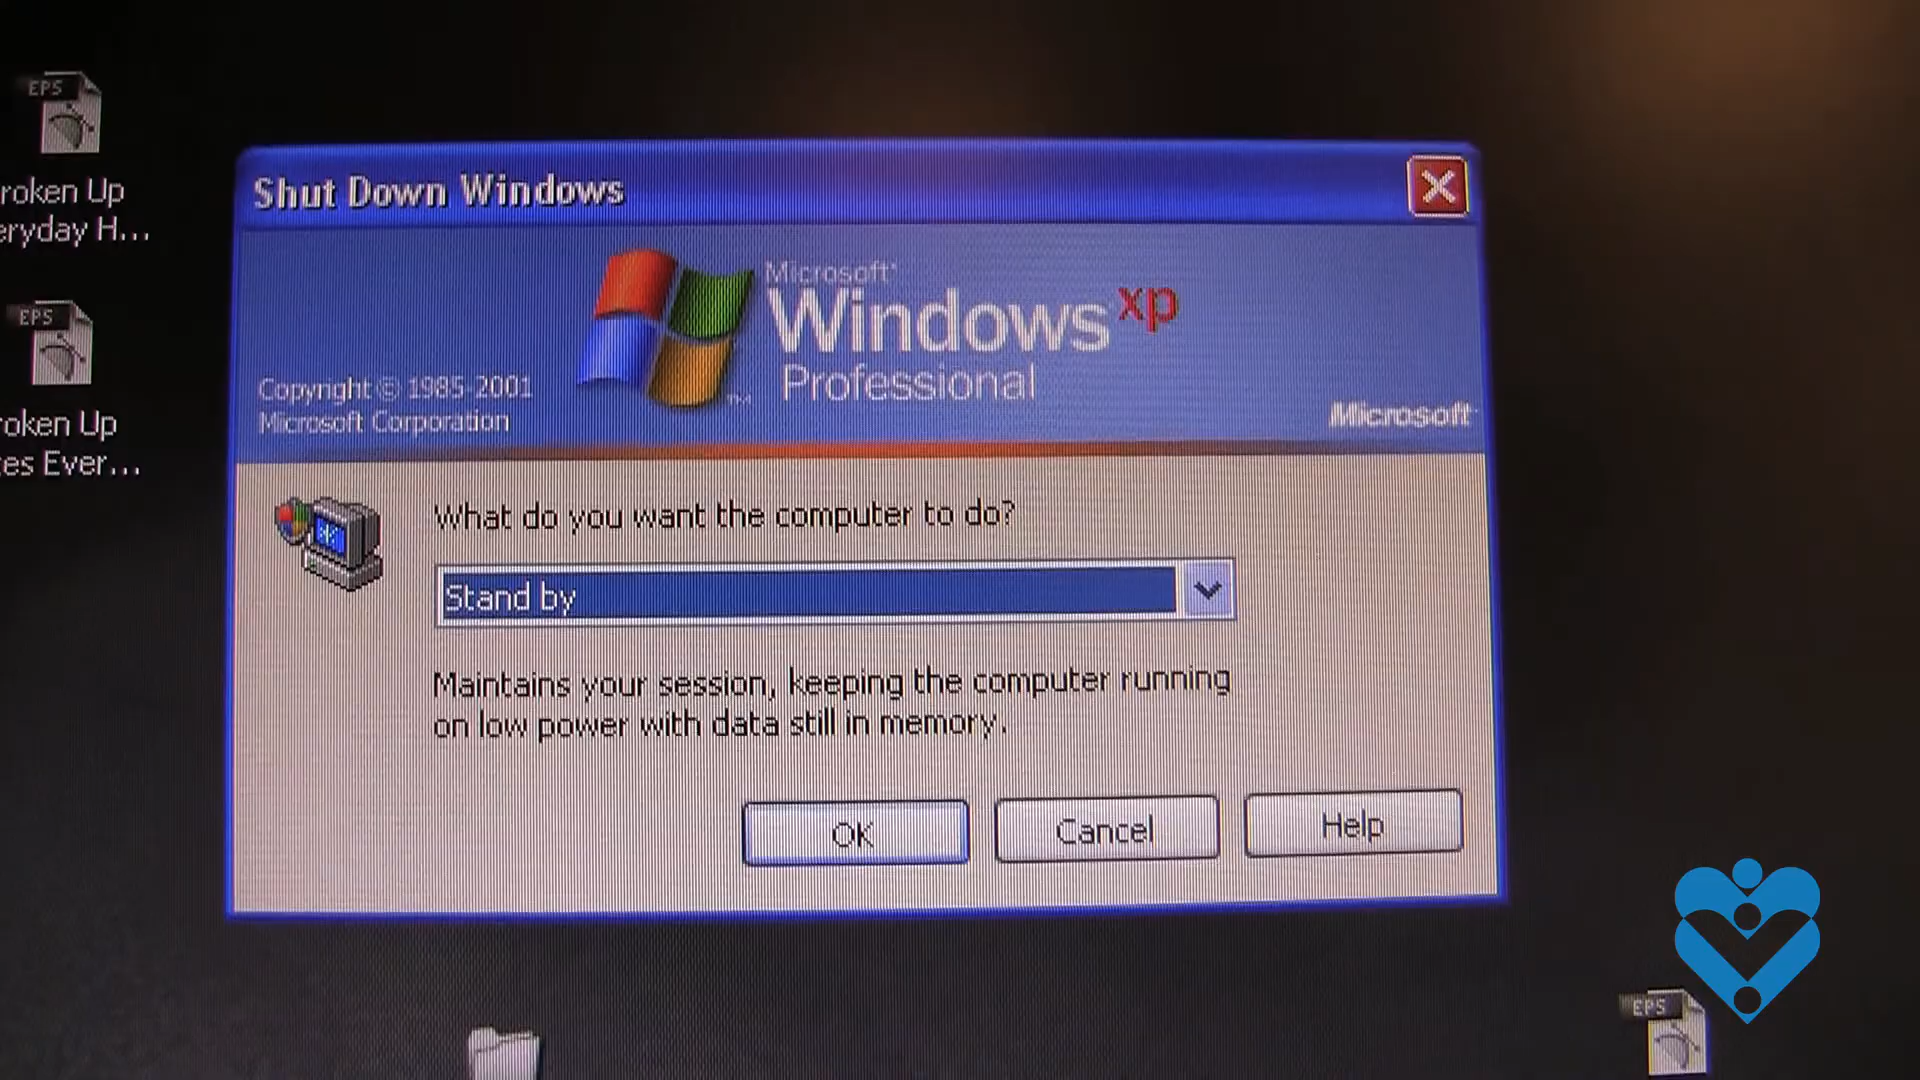 EPS
roken Up
eryday H...
EPS
oken Up
es Ever...
Shut Down Windows
Microsoft
Windows xp
Professional
Copyright © 1985-2001
Microsoft Corporation
Microsoft
What do you want the computer to do?
Stand by
Maintains your session, keeping the computer running
on low power with data still in memory.
OK
Cancel
Help
EPS